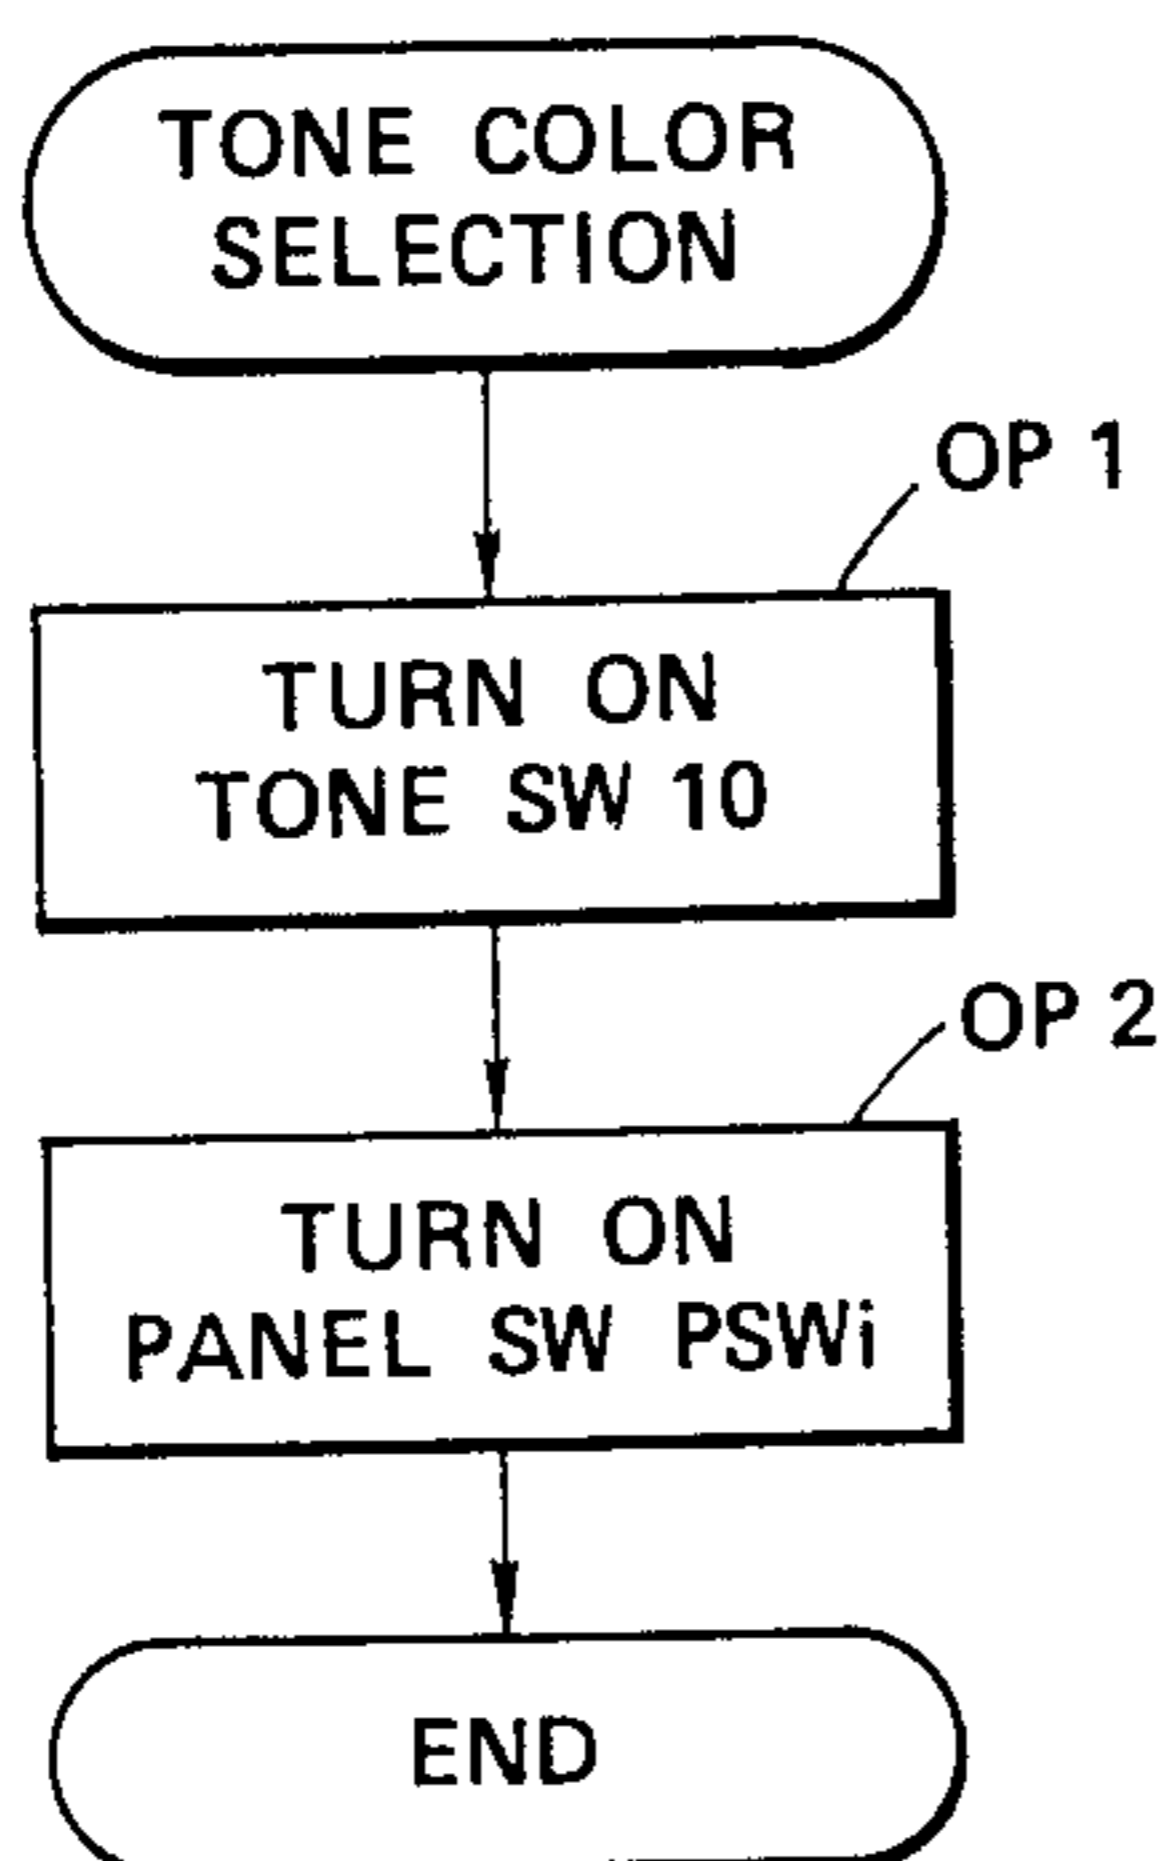 TONE COLOR
SELECTION
OP 1
TURN ON
TONE SW 10
OP 2
TURN ON
PANEL SW PSWi
END